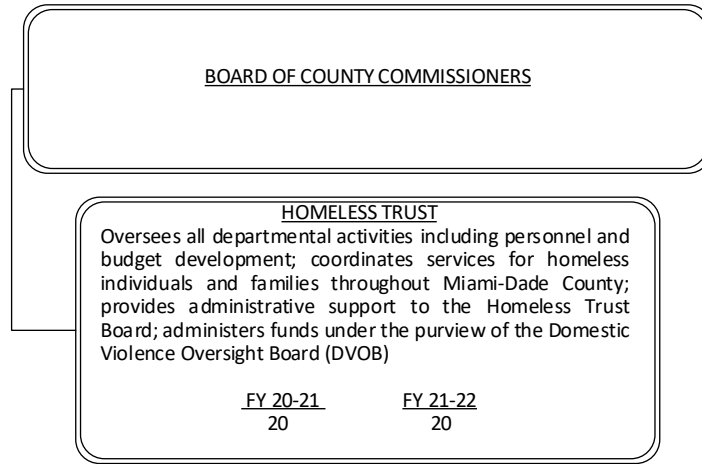 BOARD OF COUNTY COMMISSIONERS
HOMELESS TRUST
Oversees all departmental activities including personnel and
budget development; coordinates services for homeless
individuals and families throughout Miami-Dade County;
provides administrative support to the Homeless Trust
Board; administers funds under the purview of the Domestic
Violence Oversight Board (DVOB)
FY 20-21 FY 21-22
20 20